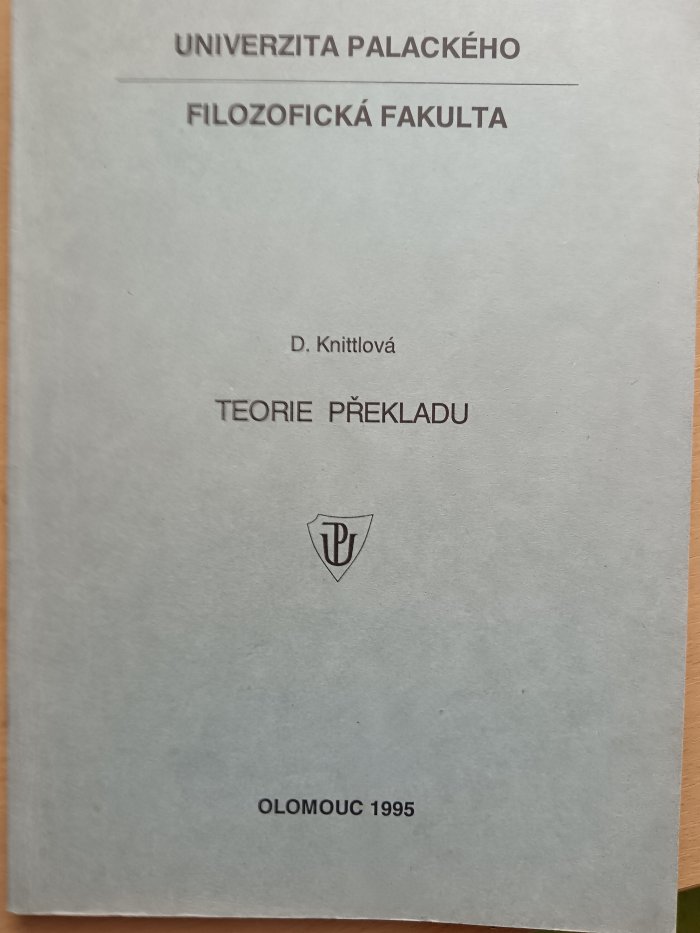 UNIVERZITA PALACKÉHO
FILOZOFICKÁ FAKULTA
D. Knittlová
TEORIE PŘEKLADU
UP
OLOMOUC 1995